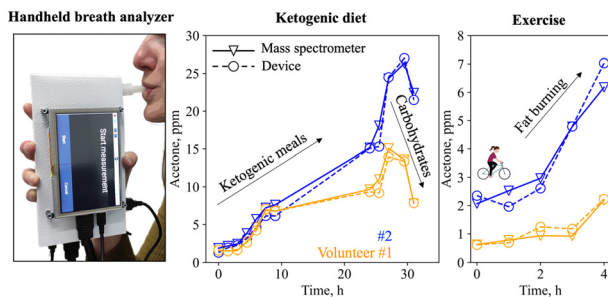 Handheld breath analyzer
Start measurement
Ketogenic diet
Acetone, ppm
30
25
20
15
10
5
0
Mass spectrometer
Device
Ketogenic meals
Carbohydrates
#2
Volunteer #1
0
10
20
30
Time, h
Exercise
Acetone, ppm
8
7
6
5
4
3
2
1
0
Fat burning
0
2
4
Time, h